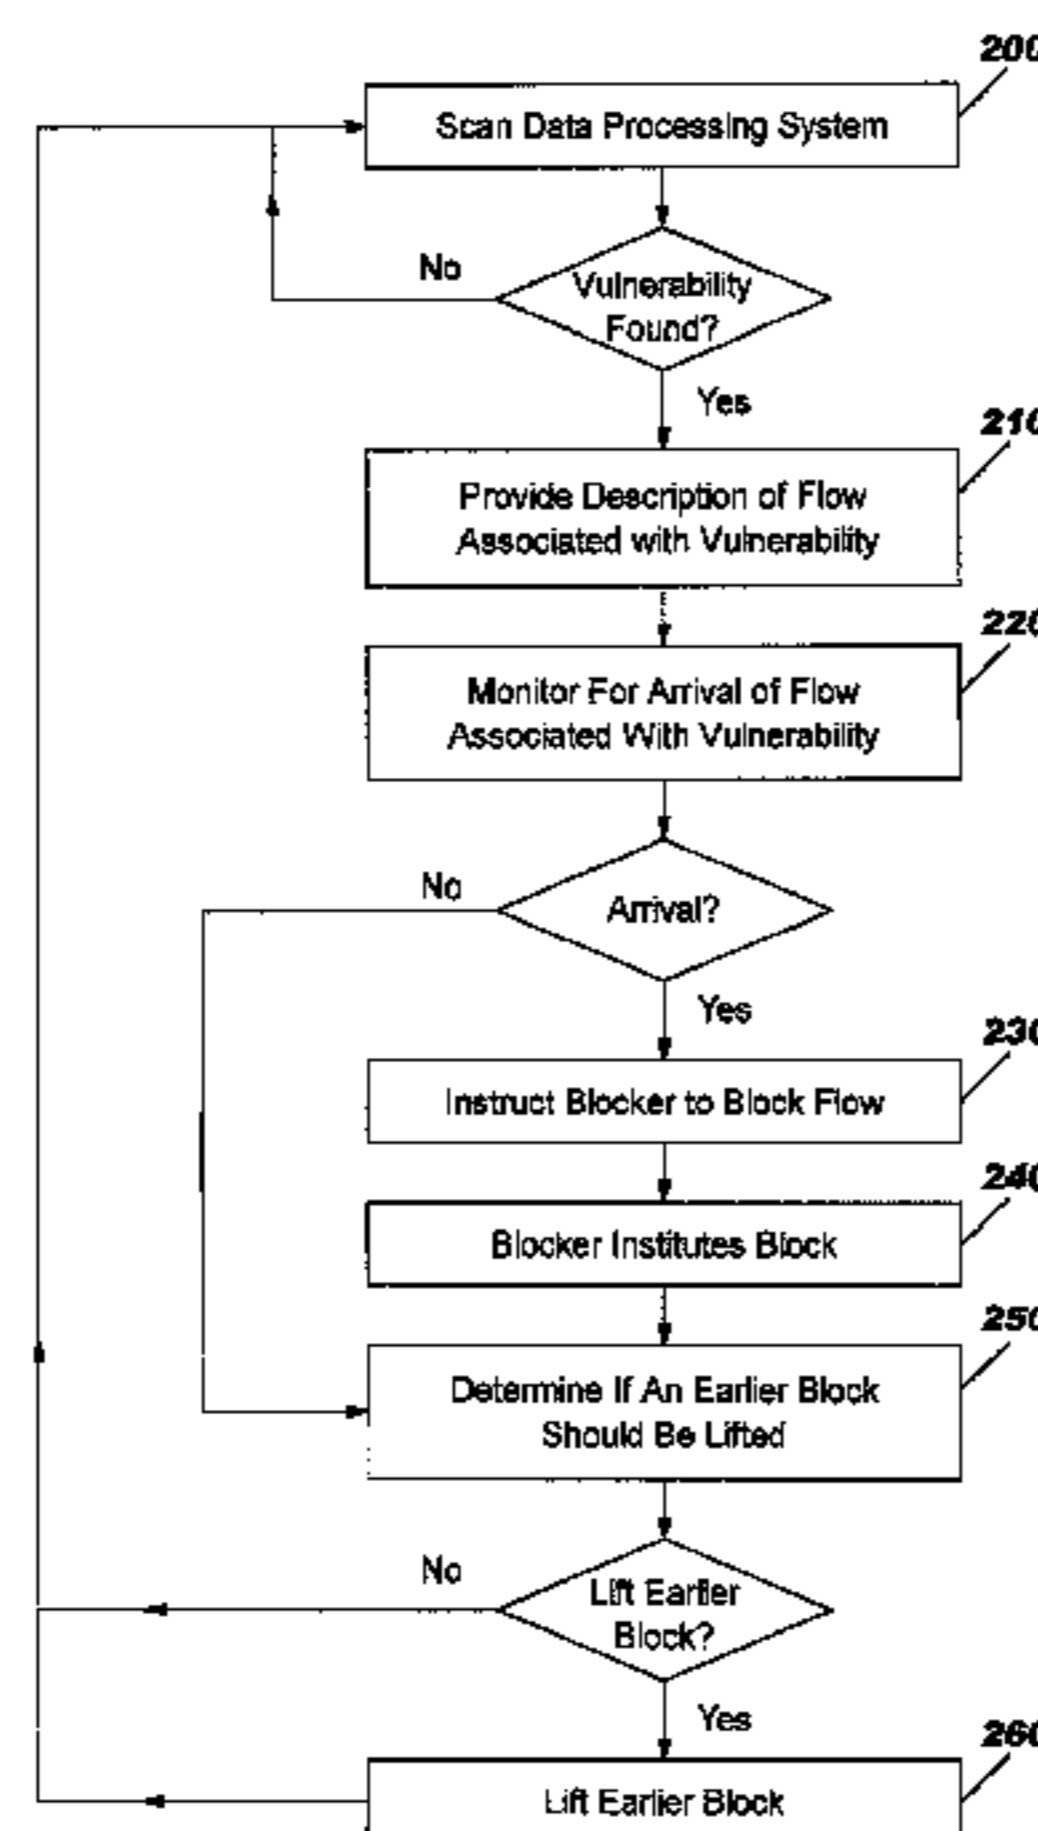 200
Scan Data Processing System
No
Vulnerability
Found?
Yes
210
Provide Description of Flow
Associated with Vulnerability
220
Monitor For Arrival of Flow
Associated With Vulnerability
No
Arrival?
Yes
230
Instruct Blocker to Block Flow
240
Blocker Institutes Block
250
Determine If An Earlier Block
Should Be Lifted
No
Lift Earlier
Block?
Yes
260
Lift Earlier Block